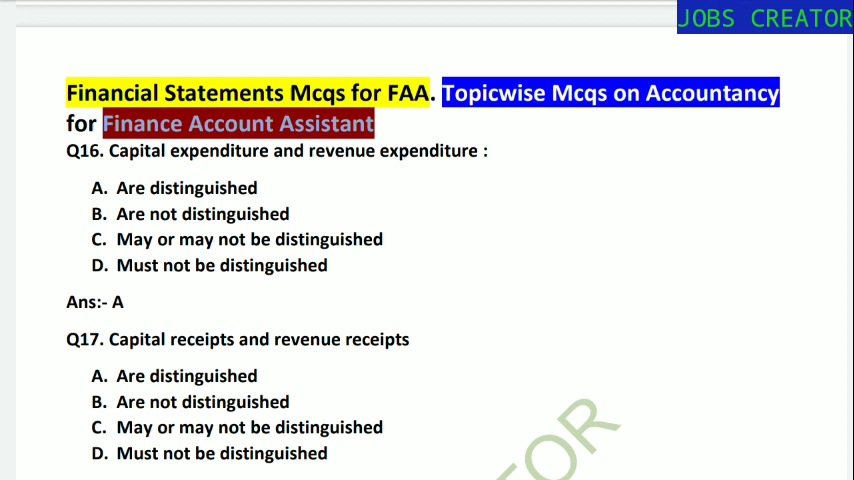 JOBS CREATOR
Financial Statements Mcqs for FAA. Topicwise Mcqs on Accountancy
for Finance Account Assistant
Q16. Capital expenditure and revenue expenditure :
A. Are distinguished
B. Are not distinguished
C. May or may not be distinguished
D. Must not be distinguished
Ans:- A
Q17. Capital receipts and revenue receipts
A. Are distinguished
B. Are not distinguished
C. May or may not be distinguished
D. Must not be distinguished